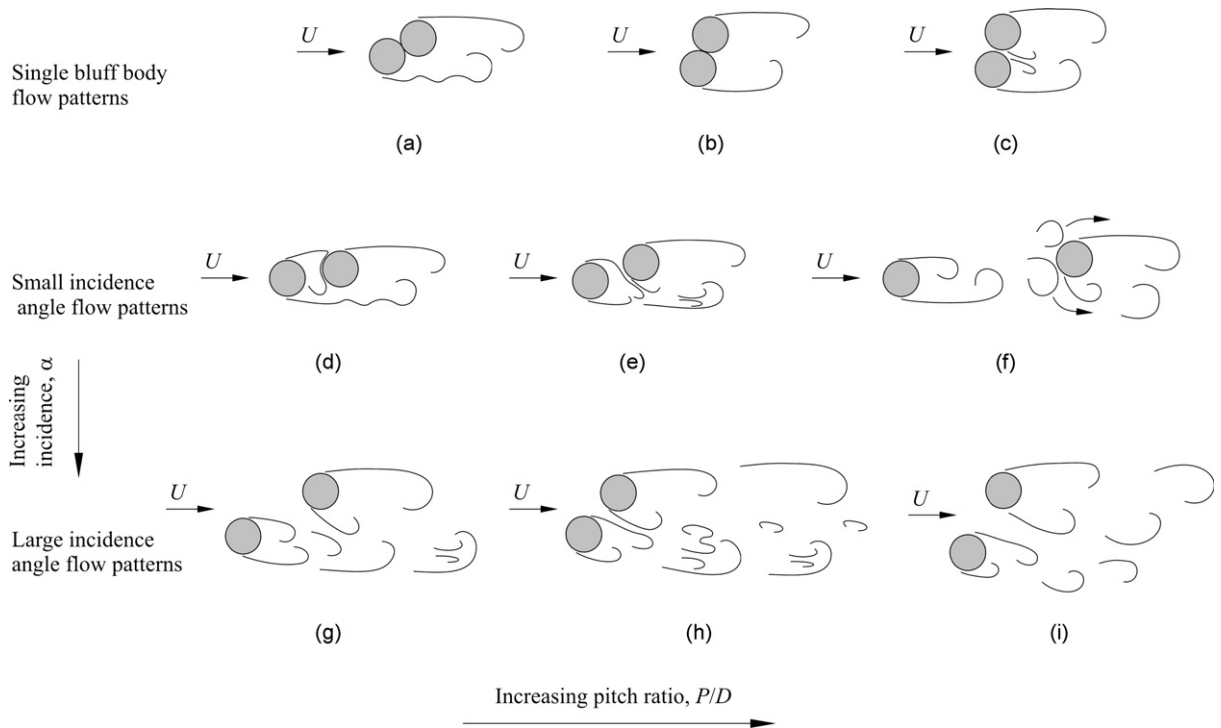 U
U
U
Single bluff body
flow patterns
(a)
(b)
(c)
U
U
U
Small incidence
angle flow patterns
(d)
(e)
(f)
Increasing
incidence, α
U
U
U
Large incidence
angle flow patterns
(g)
(h)
(i)
Increasing pitch ratio, P/D